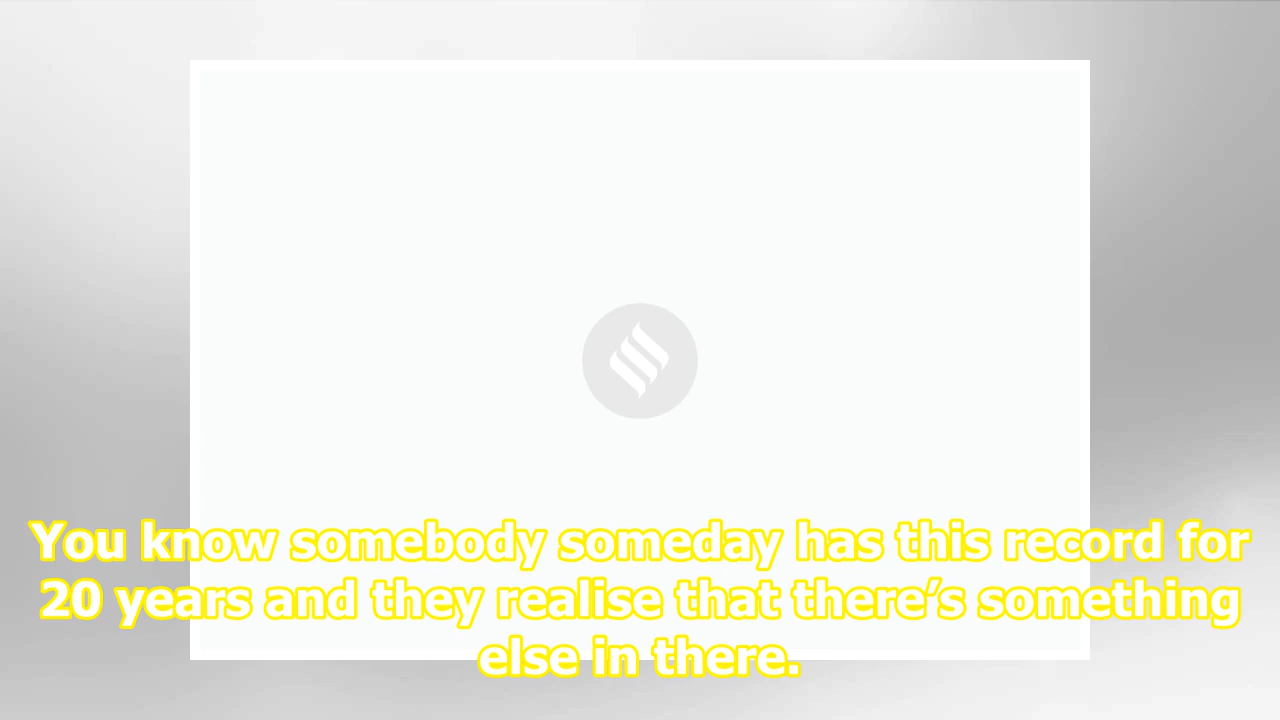 You know somebody someday has this record for
20 years and they realise that there’s something
else in there.